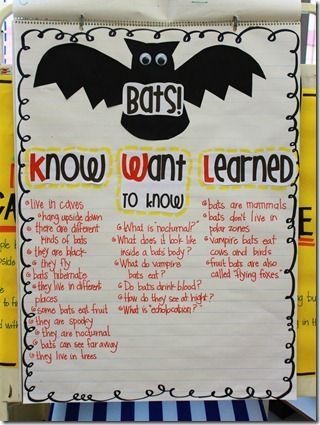 Bats!
Know
live in caves
hang upside down
there are different
kinds of bats
they are black
they fly
bats hibernate
they live in different
places
some bats eat fruit
they are spooky
they are nocturnal
bats can see far away
they live in trees
Want
to know
What is "nocturnal?"
What does it look like
inside a bats body?
What do vampire
bats eat?
Do bats drink blood?
How do they see at night?
What is "echolocation?"
Learned
bats are mammals
bats don't live in
polar zones
Vampire bats eat
cows and birds
fruit bats are also
called "flying foxes"